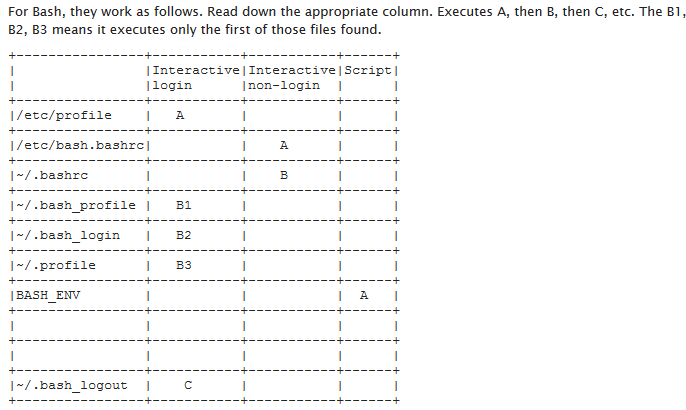 For Bash, they work as follows. Read down the appropriate column. Executes A, then B, then C, etc. The B1,
B2, B3 means it executes only the first of those files found.
+----------------+-----------+-----------+------+
|                |Interactive|Interactive|Script|
|                |login      |non-login  |      |
+----------------+-----------+-----------+------+
|/etc/profile    |   A       |           |      |
+----------------+-----------+-----------+------+
|/etc/bash.bashrc|           |    A      |      |
+----------------+-----------+-----------+------+
|~/.bashrc       |           |    B      |      |
+----------------+-----------+-----------+------+
|~/.bash_profile |   B1      |           |      |
+----------------+-----------+-----------+------+
|~/.bash_login   |   B2      |           |      |
+----------------+-----------+-----------+------+
|~/.profile      |   B3      |           |      |
+----------------+-----------+-----------+------+
|BASH_ENV        |           |           |  A   |
+----------------+-----------+-----------+------+
|                |           |           |      |
+----------------+-----------+-----------+------+
|                |           |           |      |
+----------------+-----------+-----------+------+
|~/.bash_logout  |    C      |           |      |
+----------------+-----------+-----------+------+